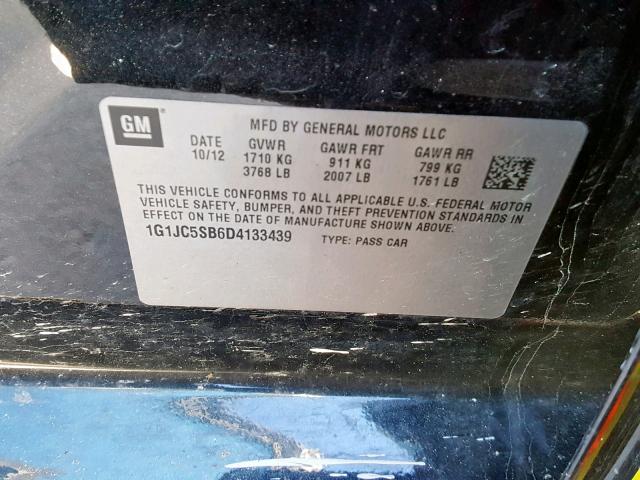 GM
MFD BY GENERAL MOTORS LLC
DATE GVWR GAWR FRT GAWR RR
10/12 1710 KG 911 KG 799 KG
3768 LB 2007 LB 1761 LB
THIS VEHICLE CONFORMS TO ALL APPLICABLE U.S. FEDERAL MOTOR
VEHICLE SAFETY, BUMPER, AND THEFT PREVENTION STANDARDS IN
EFFECT ON THE DATE OF MANUFACTURE SHOWN ABOVE.
1G1JC5SB6D4133439 TYPE: PASS CAR